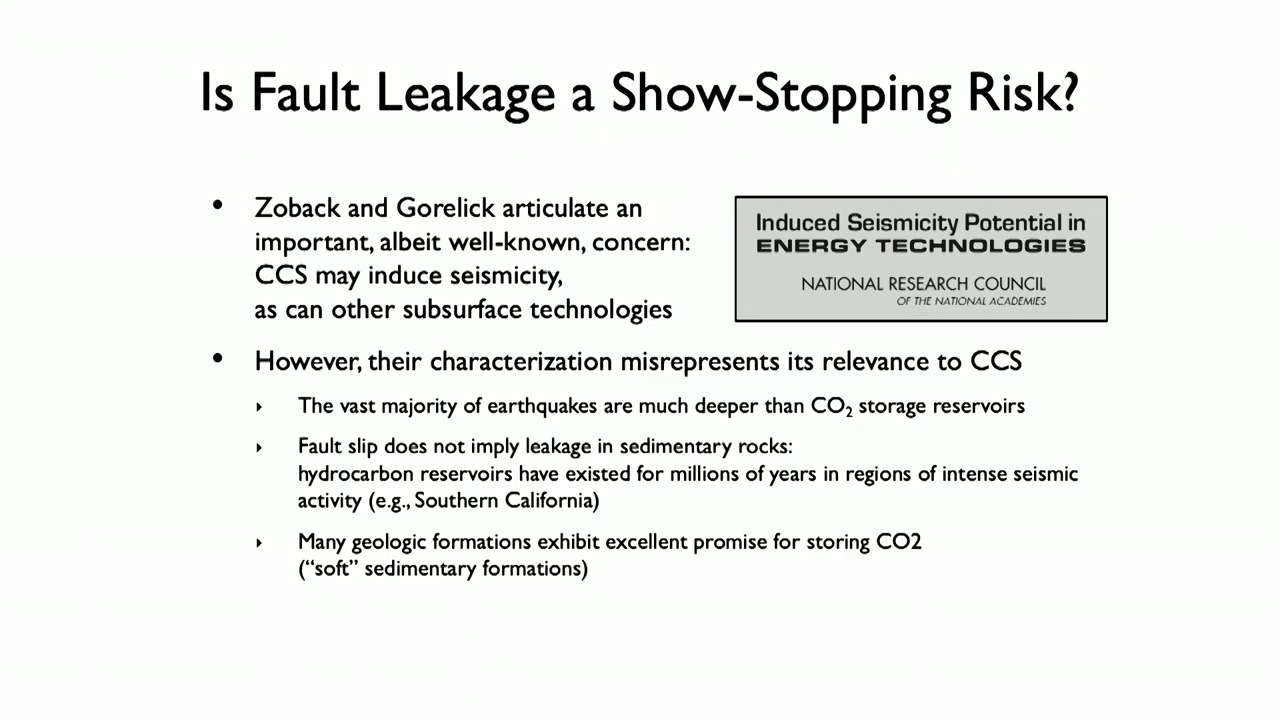 Is Fault Leakage a Show-Stopping Risk?
• Zoback and Gorelick articulate an
important, albeit well-known, concern:
CCS may induce seismicity,
as can other subsurface technologies
Induced Seismicity Potential in
ENERGY TECHNOLOGIES
NATIONAL RESEARCH COUNCIL
OF THE NATIONAL ACADEMIES
• However, their characterization misrepresents its relevance to CCS
‣ The vast majority of earthquakes are much deeper than CO₂ storage reservoirs
‣ Fault slip does not imply leakage in sedimentary rocks:
hydrocarbon reservoirs have existed for millions of years in regions of intense seismic
activity (e.g., Southern California)
‣ Many geologic formations exhibit excellent promise for storing CO2
(“soft” sedimentary formations)